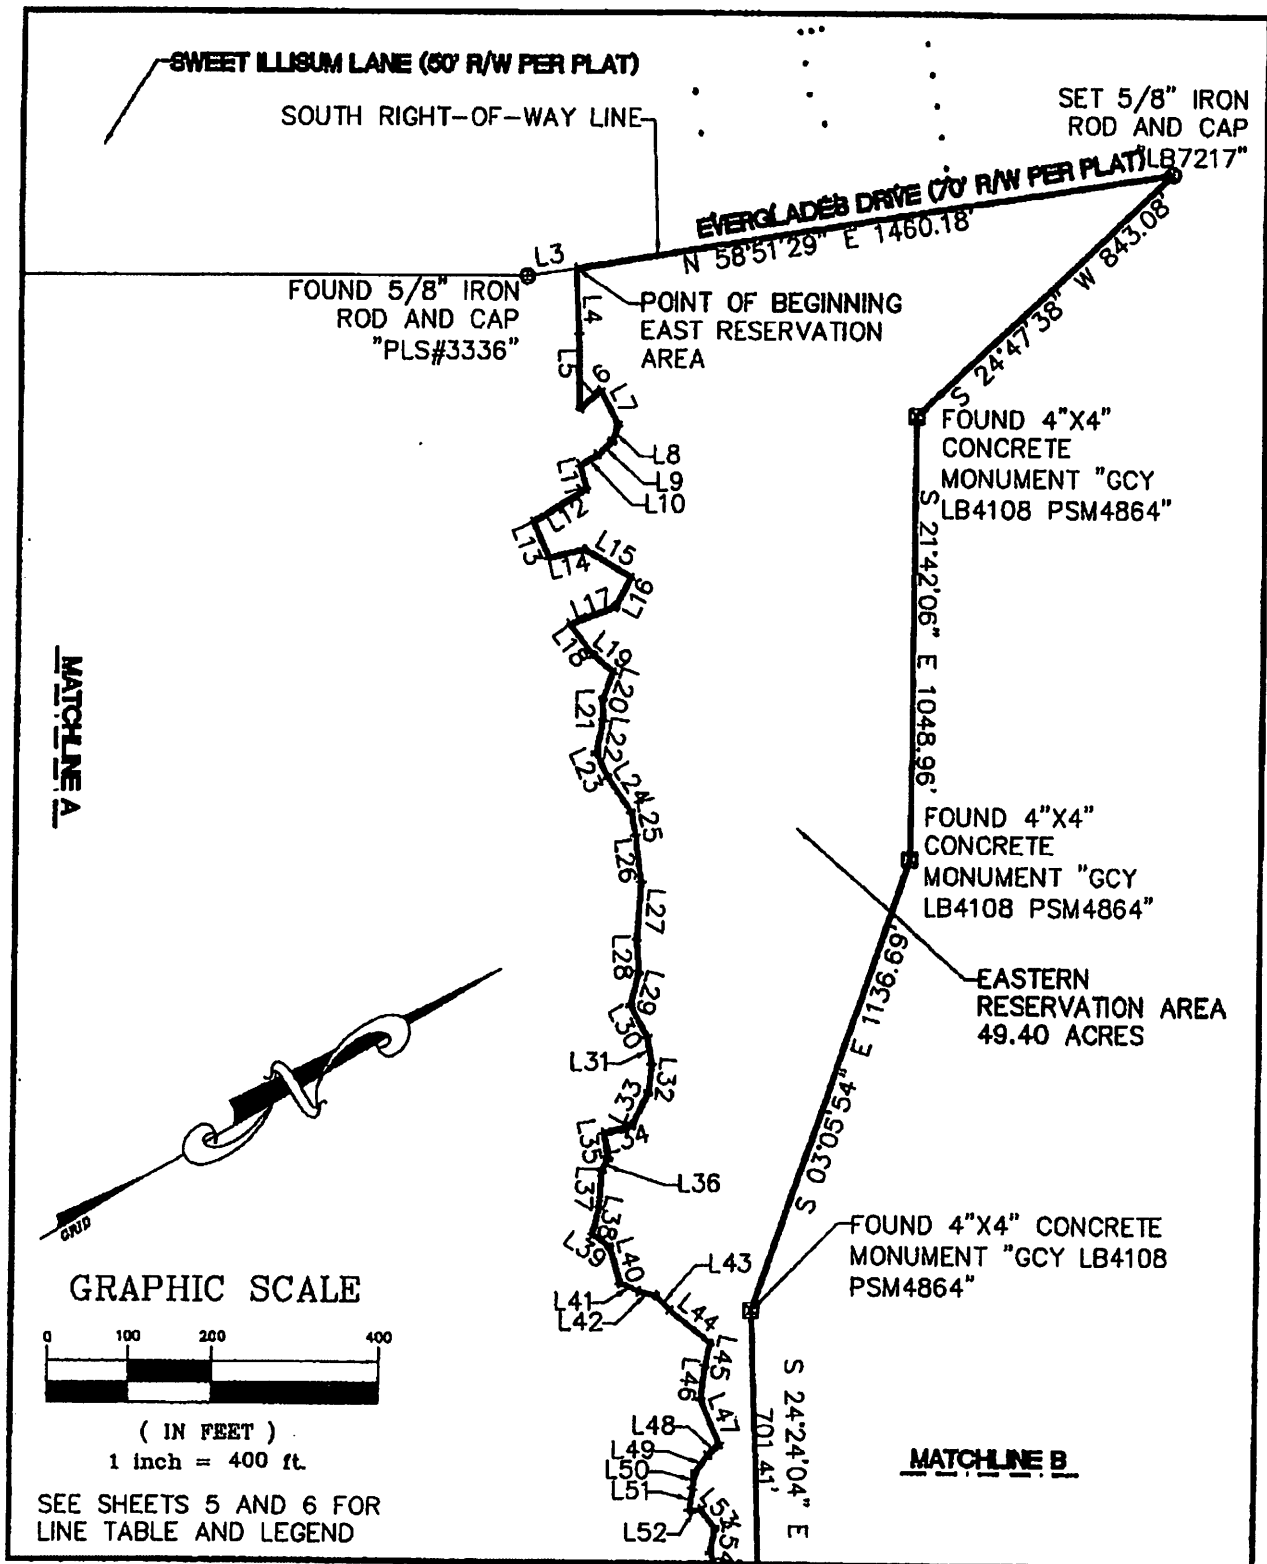 SWEET ILLISUM LANE (50' R/W PER PLAT)
SOUTH RIGHT-OF-WAY LINE
SET 5/8" IRON
ROD AND CAP
"LB7217"
EVERGLADES DRIVE (70' R/W PER PLAT)
N 58°51'29" E 1460.18'
L3
FOUND 5/8" IRON
ROD AND CAP
"PLS#3336"
POINT OF BEGINNING
EAST RESERVATION
AREA
S 24°47'38" W 843.08'
L4
L5
6
L7
L8
L9
L10
L11
L12
L13
L14
L15
L16
L17
L18
L19
L20
L21
L22
L23
L24
L25
L26
L27
L28
L29
L30
L31
L32
L33
L34
L35
L36
L37
L38
L39
L40
L41
L42
L43
L44
L45
L46
L47
L48
L49
L50
L51
L52
L53
L54
FOUND 4"X4"
CONCRETE
MONUMENT "GCY
LB4108 PSM4864"
S 21°42'06" E 1048.96'
FOUND 4"X4"
CONCRETE
MONUMENT "GCY
LB4108 PSM4864"
EASTERN
RESERVATION AREA
49.40 ACRES
S 03°05'54" E 1136.69'
FOUND 4"X4" CONCRETE
MONUMENT "GCY LB4108
PSM4864"
S 24°24'04" E
701.41'
MATCHLINE A
MATCHLINE B
GRID
GRAPHIC SCALE
0 100 200 400
( IN FEET )
1 inch = 400 ft.
SEE SHEETS 5 AND 6 FOR
LINE TABLE AND LEGEND